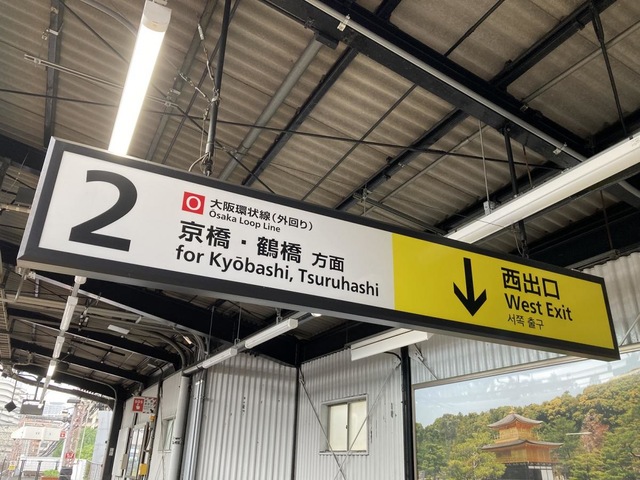 2
O 大阪環状線（外回り）
Ōsaka Loop Line
京橋・鶴橋 方面
for Kyōbashi, Tsuruhashi
西出口
West Exit
서쪽 출구